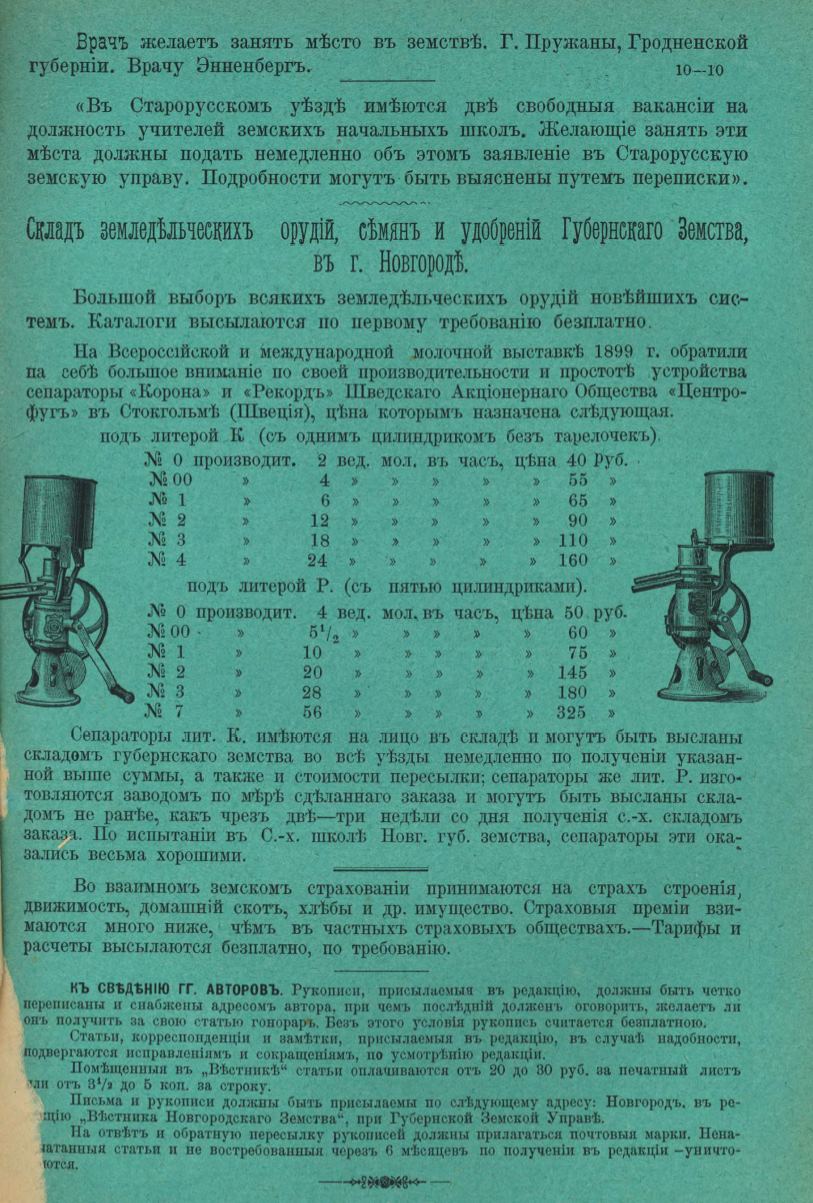 Врачъ желаетъ занять мѣсто въ земствѣ. Г. Пружаны, Гродненской
губерніи. Врачу Энненбергъ.
10—10
«Въ Старорусскомъ уѣздѣ имѣются двѣ свободныя вакансіи на
должность учителей земскихъ начальныхъ школъ. Желающіе занять эти
мѣста должны подать немедленно объ этомъ заявленіе въ Старорусскую
земскую управу. Подробности могутъ быть выяснены путемъ переписки».
Складъ земледѣльческихъ орудій, сѣмянъ и удобреній Губернскаго Земства,
въ г. Новгородѣ.
Большой выборъ всякихъ земледѣльческихъ орудій новѣйшихъ сис-
темъ. Каталоги высылаются по первому требованію безплатно.
На Всероссійской и международной молочной выставкѣ 1899 г. обратили
на себѣ большое вниманіе по своей производительности и простотѣ устройства
сепараторы «Корона» и «Рекордъ» Шведскаго Акціонернаго Общества «Центро-
фугъ» въ Стокгольмѣ (Швеція), цѣна которымъ назначена слѣдующая.
подъ литерой К (съ однимъ цилиндрикомъ безъ тарелочекъ).
№ 0 производит. 2 вед. мол. въ часъ, цѣна 40 Руб.
№ 00 » 4 » » » » » 55 »
№ 1 » 6 » » » » » 65 »
№ 2 » 12 » » » » » 90 »
№ 3 » 18 » » » » » 110 »
№ 4 » 24 » » » » » 160 »
подъ литерой Р. (съ пятью цилиндриками).
№ 0 производит. 4 вед. мол. въ часъ, цѣна 50 руб.
№ 00 » 5½ » » » » » 60 »
№ 1 » 10 » » » » » 75 »
№ 2 » 20 » » » » » 145 »
№ 3 » 28 » » » » » 180 »
№ 7 » 56 » » » » » 325 »
Сепараторы лит. К. имѣются на лицо въ складѣ и могутъ быть высланы
складомъ губернскаго земства во всѣ уѣзды немедленно по полученіи указан-
ной выше суммы, а также и стоимости пересылки; сепараторы же лит. Р. изго-
товляются заводомъ по мѣрѣ сдѣланнаго заказа и могутъ быть высланы скла-
домъ не ранѣе, какъ чрезъ двѣ—три недѣли со дня полученія с.-х. складомъ
заказа. По испытаніи въ С.-х. школѣ Новг. губ. земства, сепараторы эти ока-
зались весьма хорошими.
Во взаимномъ земскомъ страхованіи принимаются на страхъ строенія,
движимость, домашній скотъ, хлѣбы и др. имущество. Страховыя преміи взи-
маются много ниже, чѣмъ въ частныхъ страховыхъ обществахъ.—Тарифы и
расчеты высылаются безплатно, по требованію.
КЪ СВѢДѢНІЮ ГГ. АВТОРОВЪ. Рукописи, присылаемыя въ редакцію, должны быть четко
переписаны и снабжены адресомъ автора, при чемъ послѣдній долженъ оговорить, желаетъ ли
онъ получить за свою статью гонораръ. Безъ этого условія рукопись считается безплатною.
Статьи, корреспонденціи и замѣтки, присылаемыя въ редакцію, въ случаѣ надобности,
подвергаются исправленіямъ и сокращеніямъ, по усмотрѣнію редакціи.
Помѣщенныя въ „Вѣстникѣ“ статьи оплачиваются отъ 20 до 30 руб. за печатный листъ
или отъ 3½ до 5 коп. за строку.
Письма и рукописи должны быть присылаемы по слѣдующему адресу: Новгородъ, въ ре-
кцію „Вѣстника Новгородскаго Земства“, при Губернской Земской Управѣ.
На отвѣтъ и обратную пересылку рукописей должны прилагаться почтовыя марки. Нена-
чатанныя статьи и не востребованныя черезъ 6 мѣсяцевъ по полученіи въ редакціи —уничто-
аются.